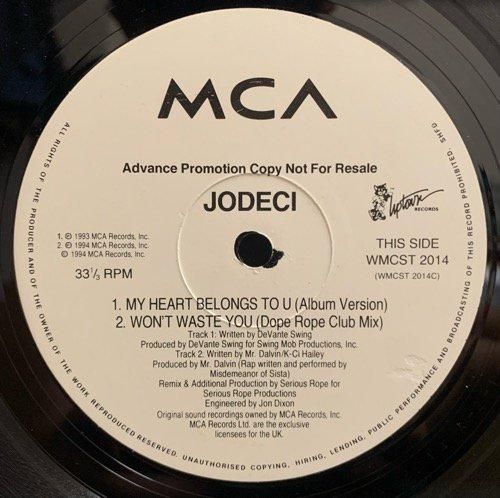 MCA
Advance Promotion Copy Not For Resale
JODECI
Uptown
RECORDS
1. ℗ 1993 MCA Records, Inc.
2. ℗ 1994 MCA Records, Inc.
© 1994 MCA Records, Inc.
33 1/3 RPM
THIS SIDE
WMCST 2014
(WMCST 2014C)
1. MY HEART BELONGS TO U (Album Version)
2. WON'T WASTE YOU (Dope Rope Club Mix)
Track 1: Written by DeVante Swing
Produced by DeVante Swing for Swing Mob Productions, Inc.
Track 2: Written by Mr. Dalvin/K-Ci Hailey
Produced by Mr. Dalvin (Rap written and performed by
Misdemeanor of Sista)
Remix & Additional Production by Serious Rope for
Serious Rope Productions
Engineered by Jon Dixon
Original sound recordings owned by MCA Records, Inc.
MCA Records Ltd. are the exclusive
licensees for the UK.
ALL RIGHTS OF THE PRODUCER AND OF THE OWNER OF THE WORK REPRODUCED RESERVED. UNAUTHORISED COPYING, HIRING, LENDING, PUBLIC PERFORMANCE AND BROADCASTING OF THIS RECORD PROHIBITED. SHFD